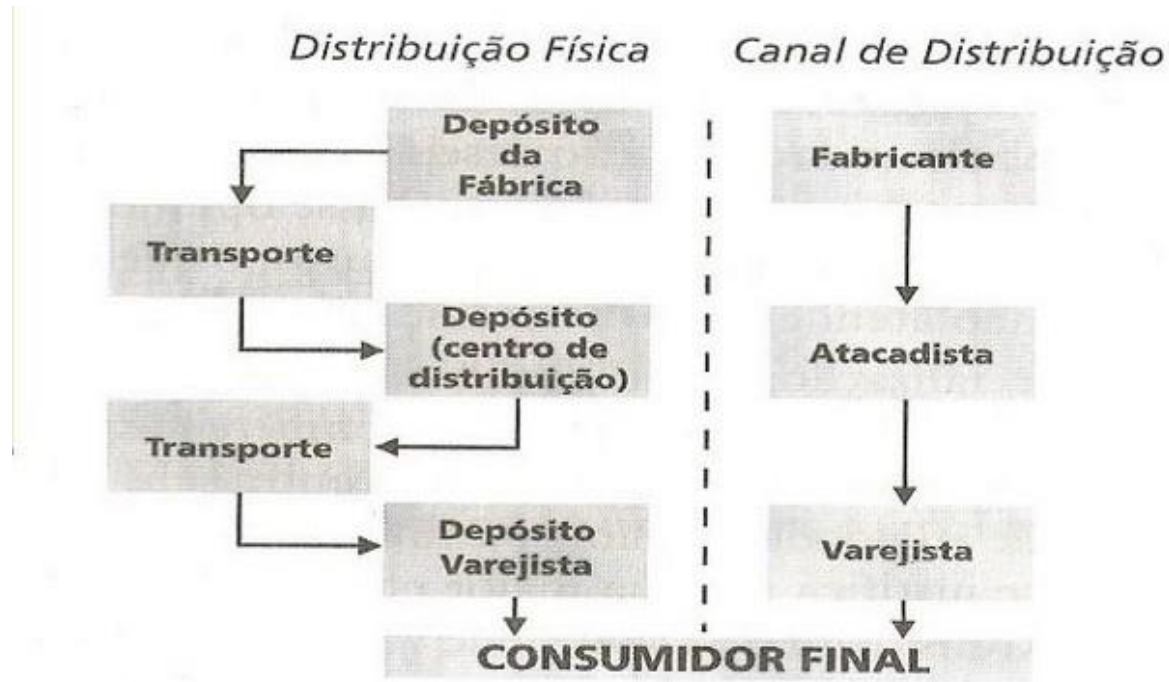 Distribuição Física
Canal de Distribuição
Depósito
da
Fábrica
Transporte
Depósito
(centro de
distribuição)
Transporte
Depósito
Varejista
Fabricante
Atacadista
Varejista
CONSUMIDOR FINAL